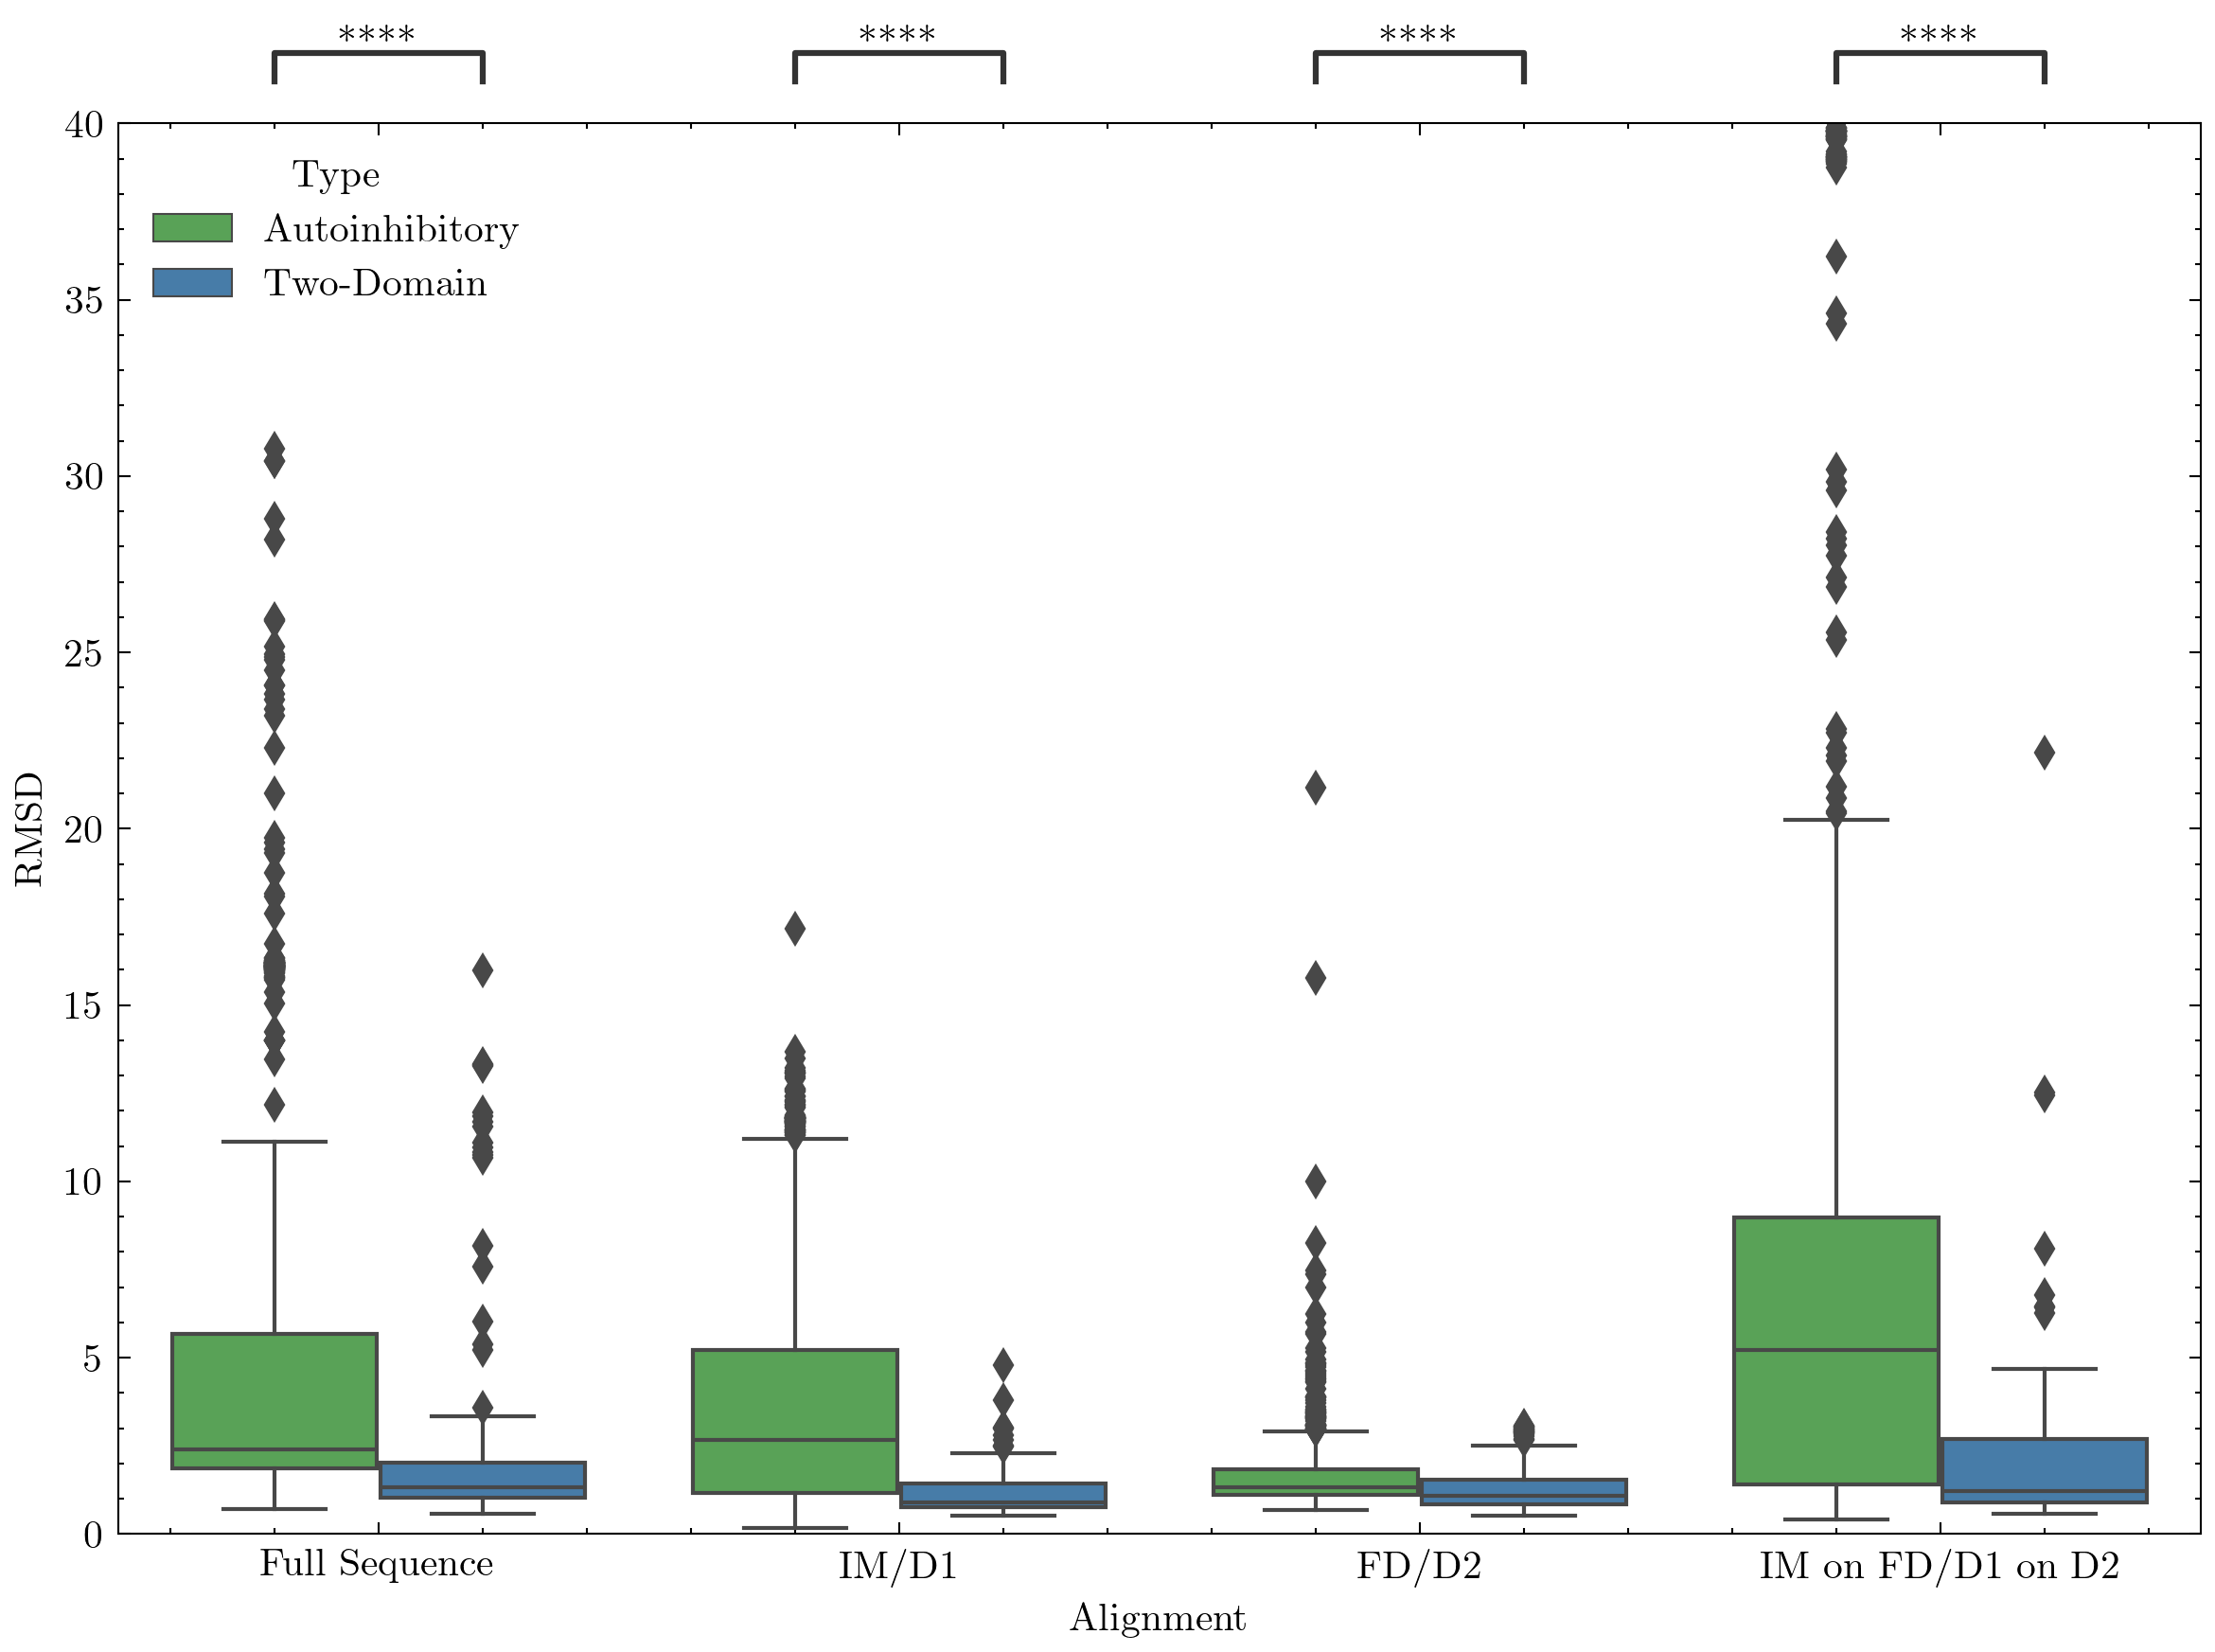 **** **** **** ****
40
35
30
25
20
15
10
5
0
Type
Autoinhibitory
Two-Domain
RMSD
Full Sequence IM/D1 FD/D2 IM on FD/D1 on D2
Alignment